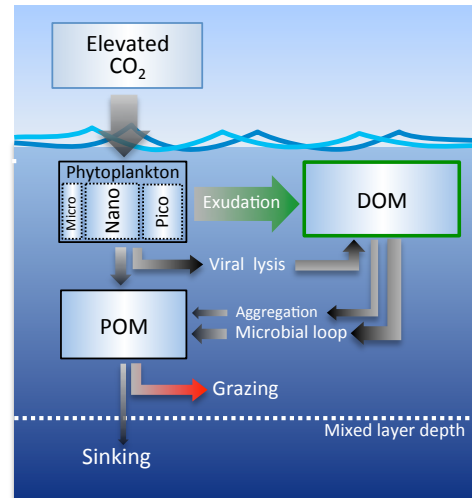 Elevated
CO₂
Phytoplankton
Micro
Nano
Pico
Exudation
DOM
Viral lysis
POM
Aggregation
Microbial loop
Grazing
Mixed layer depth
Sinking